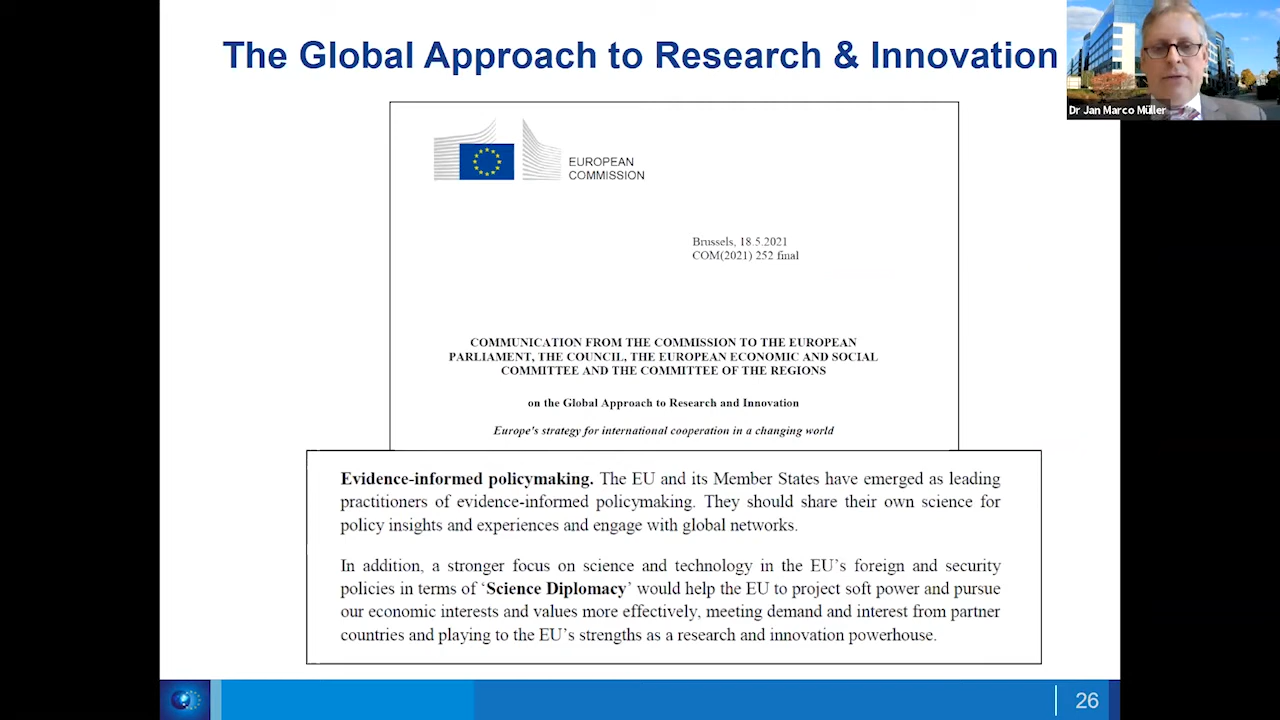 The Global Approach to Research & Innovation
Dr Jan Marco Müller
EUROPEAN
COMMISSION
Brussels, 18.5.2021
COM(2021) 252 final
COMMUNICATION FROM THE COMMISSION TO THE EUROPEAN
PARLIAMENT, THE COUNCIL, THE EUROPEAN ECONOMIC AND SOCIAL
COMMITTEE AND THE COMMITTEE OF THE REGIONS
on the Global Approach to Research and Innovation
Europe's strategy for international cooperation in a changing world
Evidence-informed policymaking. The EU and its Member States have emerged as leading
practitioners of evidence-informed policymaking. They should share their own science for
policy insights and experiences and engage with global networks.
In addition, a stronger focus on science and technology in the EU’s foreign and security
policies in terms of ‘Science Diplomacy’ would help the EU to project soft power and pursue
our economic interests and values more effectively, meeting demand and interest from partner
countries and playing to the EU’s strengths as a research and innovation powerhouse.
26